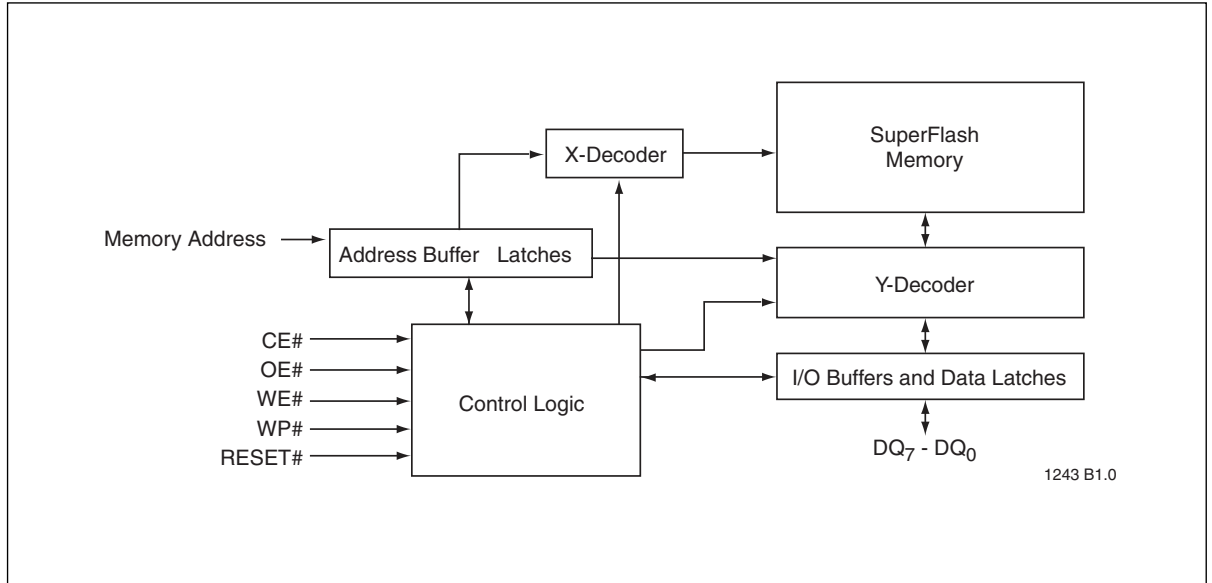 SuperFlash
Memory
X-Decoder
Memory Address
Address Buffer Latches
Y-Decoder
CE#
OE#
WE#
WP#
RESET#
Control Logic
I/O Buffers and Data Latches
DQ7 - DQ0
1243 B1.0